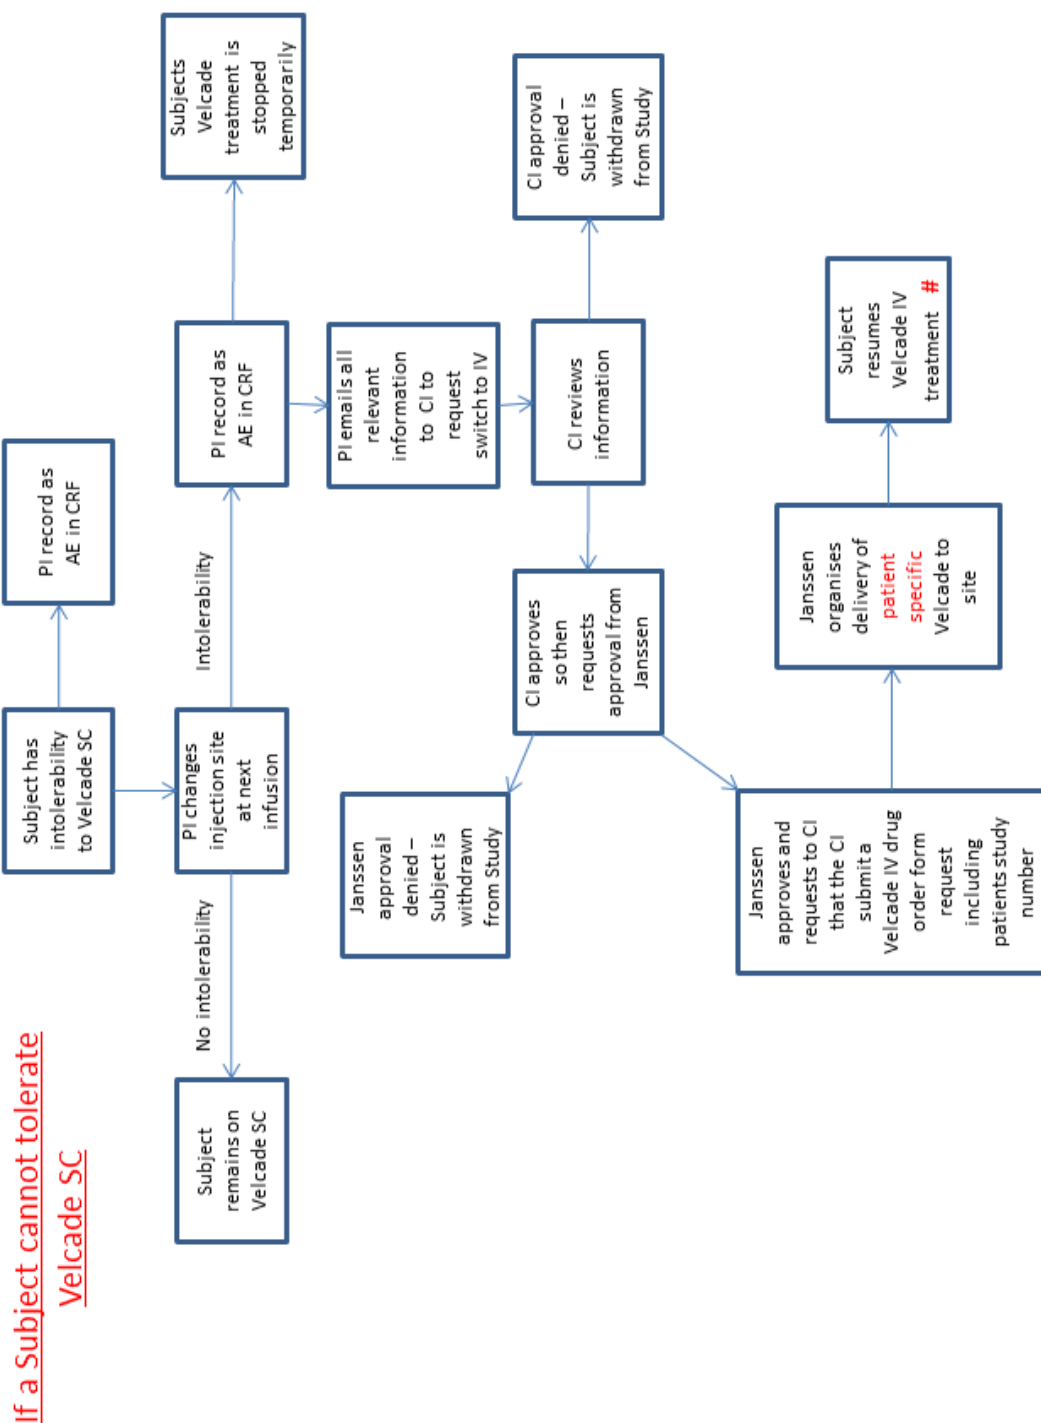 If a Subject cannot tolerate
Velcade SC
Subject has
intolerability
to Velcade SC
PI record as
AE in CRF
Subject
remains on
Velcade SC
No intolerability
PI changes
injection site
at next
infusion
Intolerability
PI record as
AE in CRF
Subjects
Velcade
treatment is
stopped
temporarily
Janssen
approval
denied –
Subject is
withdrawn
from Study
PI emails all
relevant
information
to CI to
request
switch to IV
CI approves
so then
requests
approval from
Janssen
CI reviews
information
CI approval
denied –
Subject is
withdrawn
from Study
Janssen
approves and
requests to CI
that the CI
submit a
Velcade IV drug
order form
request
including
patients study
number
Janssen
organises
delivery of
patient
specific
Velcade to
site
Subject
resumes
Velcade IV
treatment #